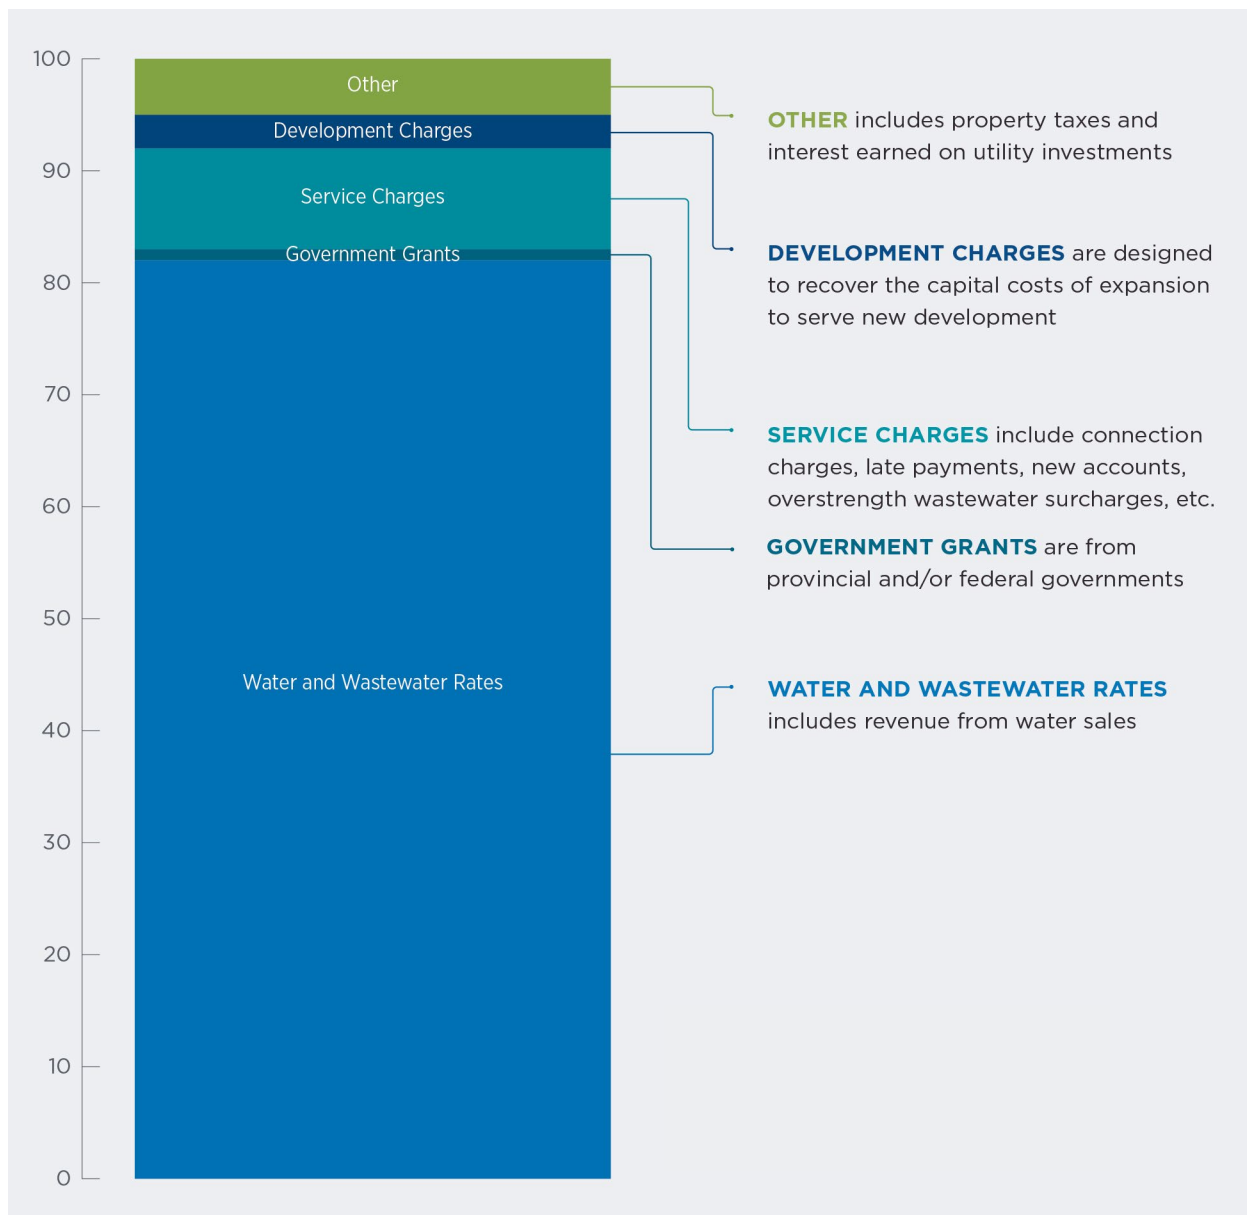 100
90
80
70
60
50
40
30
20
10
0
Other
Development Charges
Service Charges
Government Grants
Water and Wastewater Rates
OTHER includes property taxes and
interest earned on utility investments
DEVELOPMENT CHARGES are designed
to recover the capital costs of expansion
to serve new development
SERVICE CHARGES include connection
charges, late payments, new accounts,
overstrength wastewater surcharges, etc.
GOVERNMENT GRANTS are from
provincial and/or federal governments
WATER AND WASTEWATER RATES
includes revenue from water sales